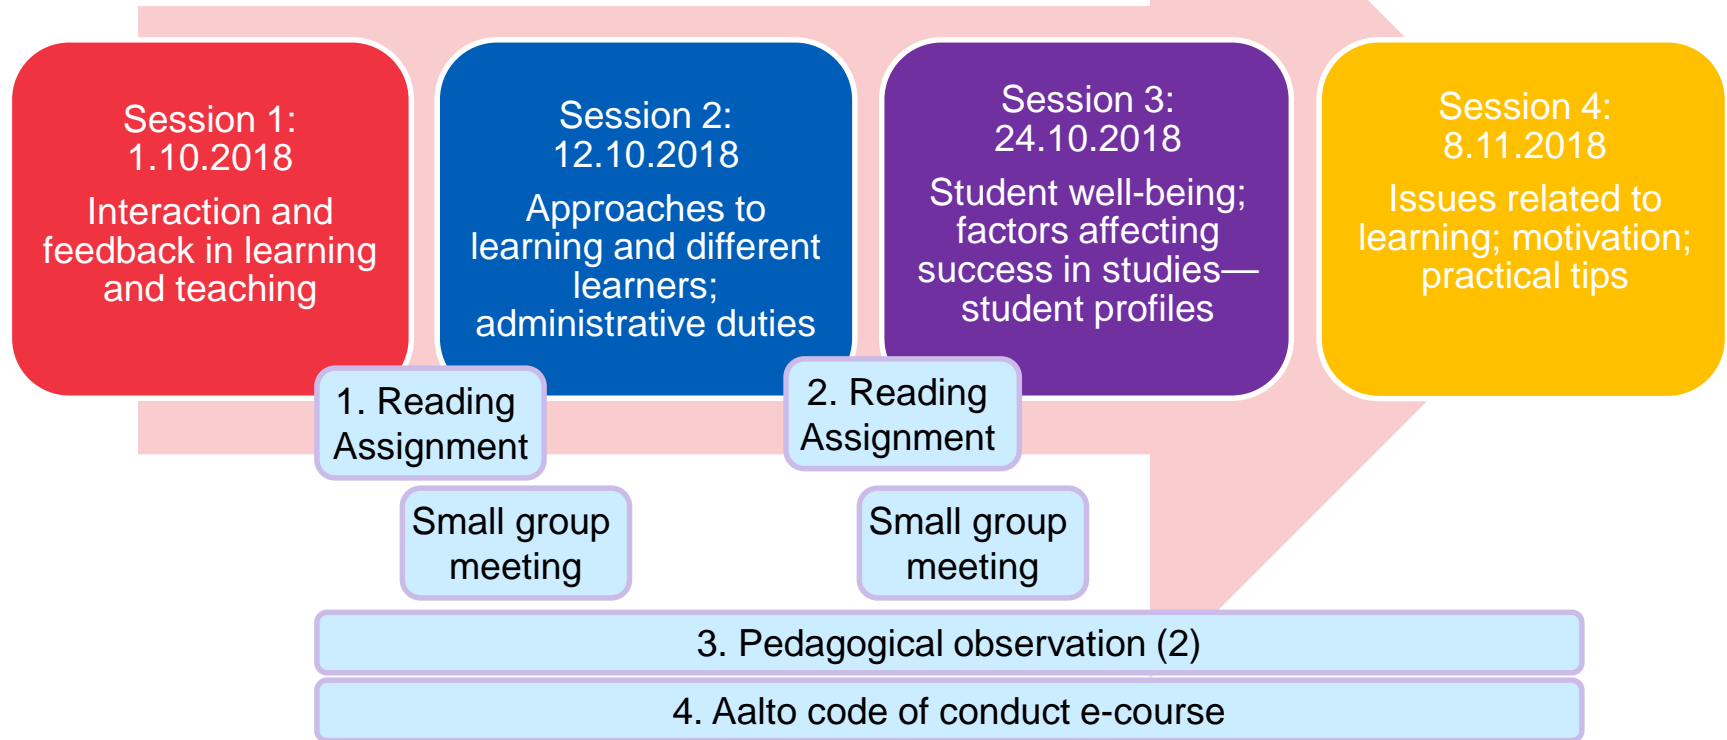 Session 1:
1.10.2018
Interaction and
feedback in learning
and teaching
Session 2:
12.10.2018
Approaches to
learning and different
learners;
administrative duties
Session 3:
24.10.2018
Student well-being;
factors affecting
success in studies—
student profiles
Session 4:
8.11.2018
Issues related to
learning; motivation;
practical tips
1. Reading
Assignment
2. Reading
Assignment
Small group
meeting
Small group
meeting
3. Pedagogical observation (2)
4. Aalto code of conduct e-course